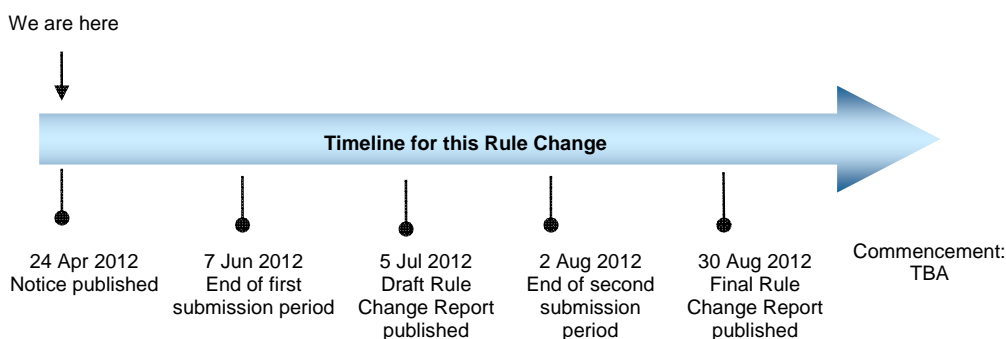 We are here
Timeline for this Rule Change
24 Apr 2012
Notice published
7 Jun 2012
End of first
submission period
5 Jul 2012
Draft Rule
Change Report
published
2 Aug 2012
End of second
submission
period
30 Aug 2012
Final Rule
Change Report
published
Commencement:
TBA